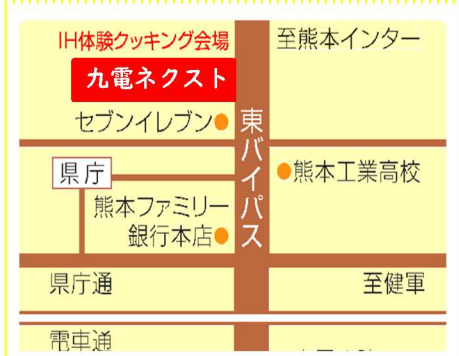 IH体験クッキング会場
至熊本インター
九電ネクスト
セブンイレブン
東バイパス
県庁
熊本工業高校
熊本ファミリー
銀行本店
県庁通
至健軍
電車通